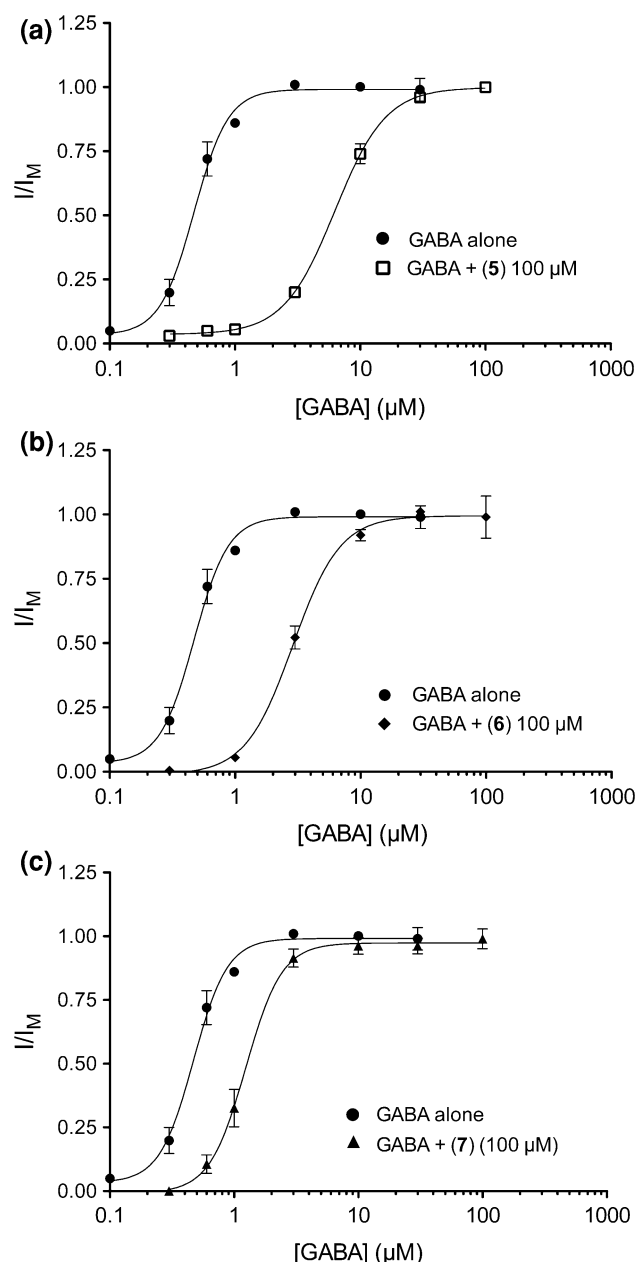 (a)
1.25
1.00
0.75
0.50
0.25
0.00
I/I_M
GABA alone
GABA + (5) 100 µM
0.1 1 10 100 1000
[GABA] (µM)
(b)
1.25
1.00
0.75
0.50
0.25
0.00
I/I_M
GABA alone
GABA + (6) 100 µM
0.1 1 10 100 1000
[GABA] (µM)
(c)
1.25
1.00
0.75
0.50
0.25
0.00
I/I_M
GABA alone
GABA + (7) (100 µM)
0.1 1 10 100 1000
[GABA] (µM)